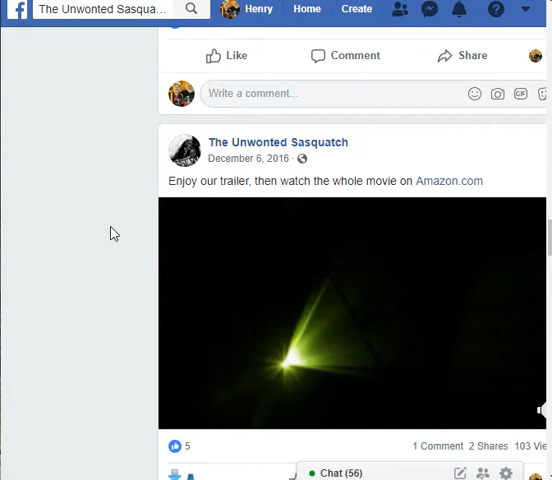 The Unwonted Sasqua...
Henry
Home
Create
Like
Comment
Share
Write a comment...
GIF
The Unwonted Sasquatch
December 6, 2016 ·
Enjoy our trailer, then watch the whole movie on Amazon.com
5
1 Comment 2 Shares 103 Vie
Chat (56)